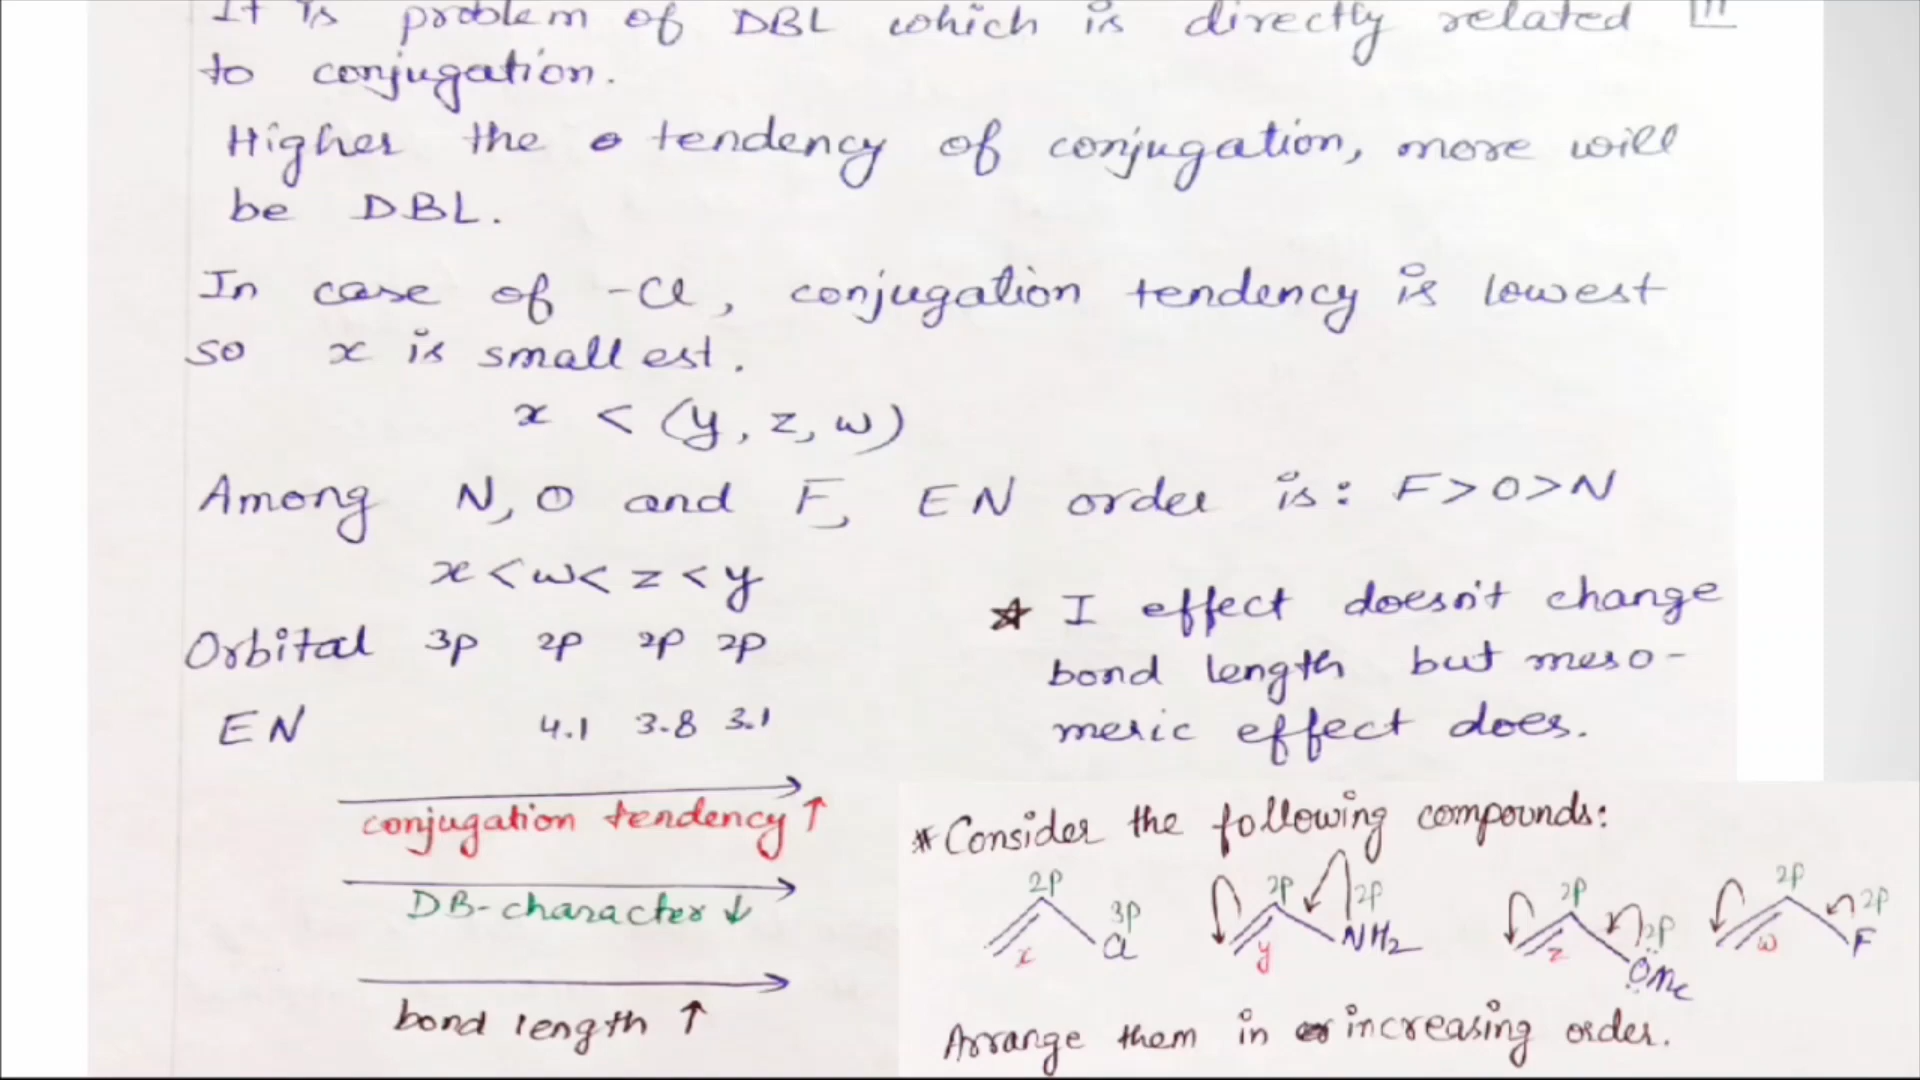 It is problem of DBL which is directly related
to conjugation.
Higher the tendency of conjugation, more will
be DBL.
In case of -Cl, conjugation tendency is lowest
so x is smallest.
x < (y, z, w)
Among N, O and F, EN order is: F > O > N
x < w < z < y
Orbital 3p 2p 2p 2p
EN 4.1 3.8 3.1
conjugation tendency ↑
DB-character ↓
bond length ↑
☆ I effect doesn't change
bond length but meso-
meric effect does.
* Consider the following compounds:
2p 3p Cl x
2p 2p NH2 y
2p 2p OMe z
2p 2p F w
Arrange them in increasing order.